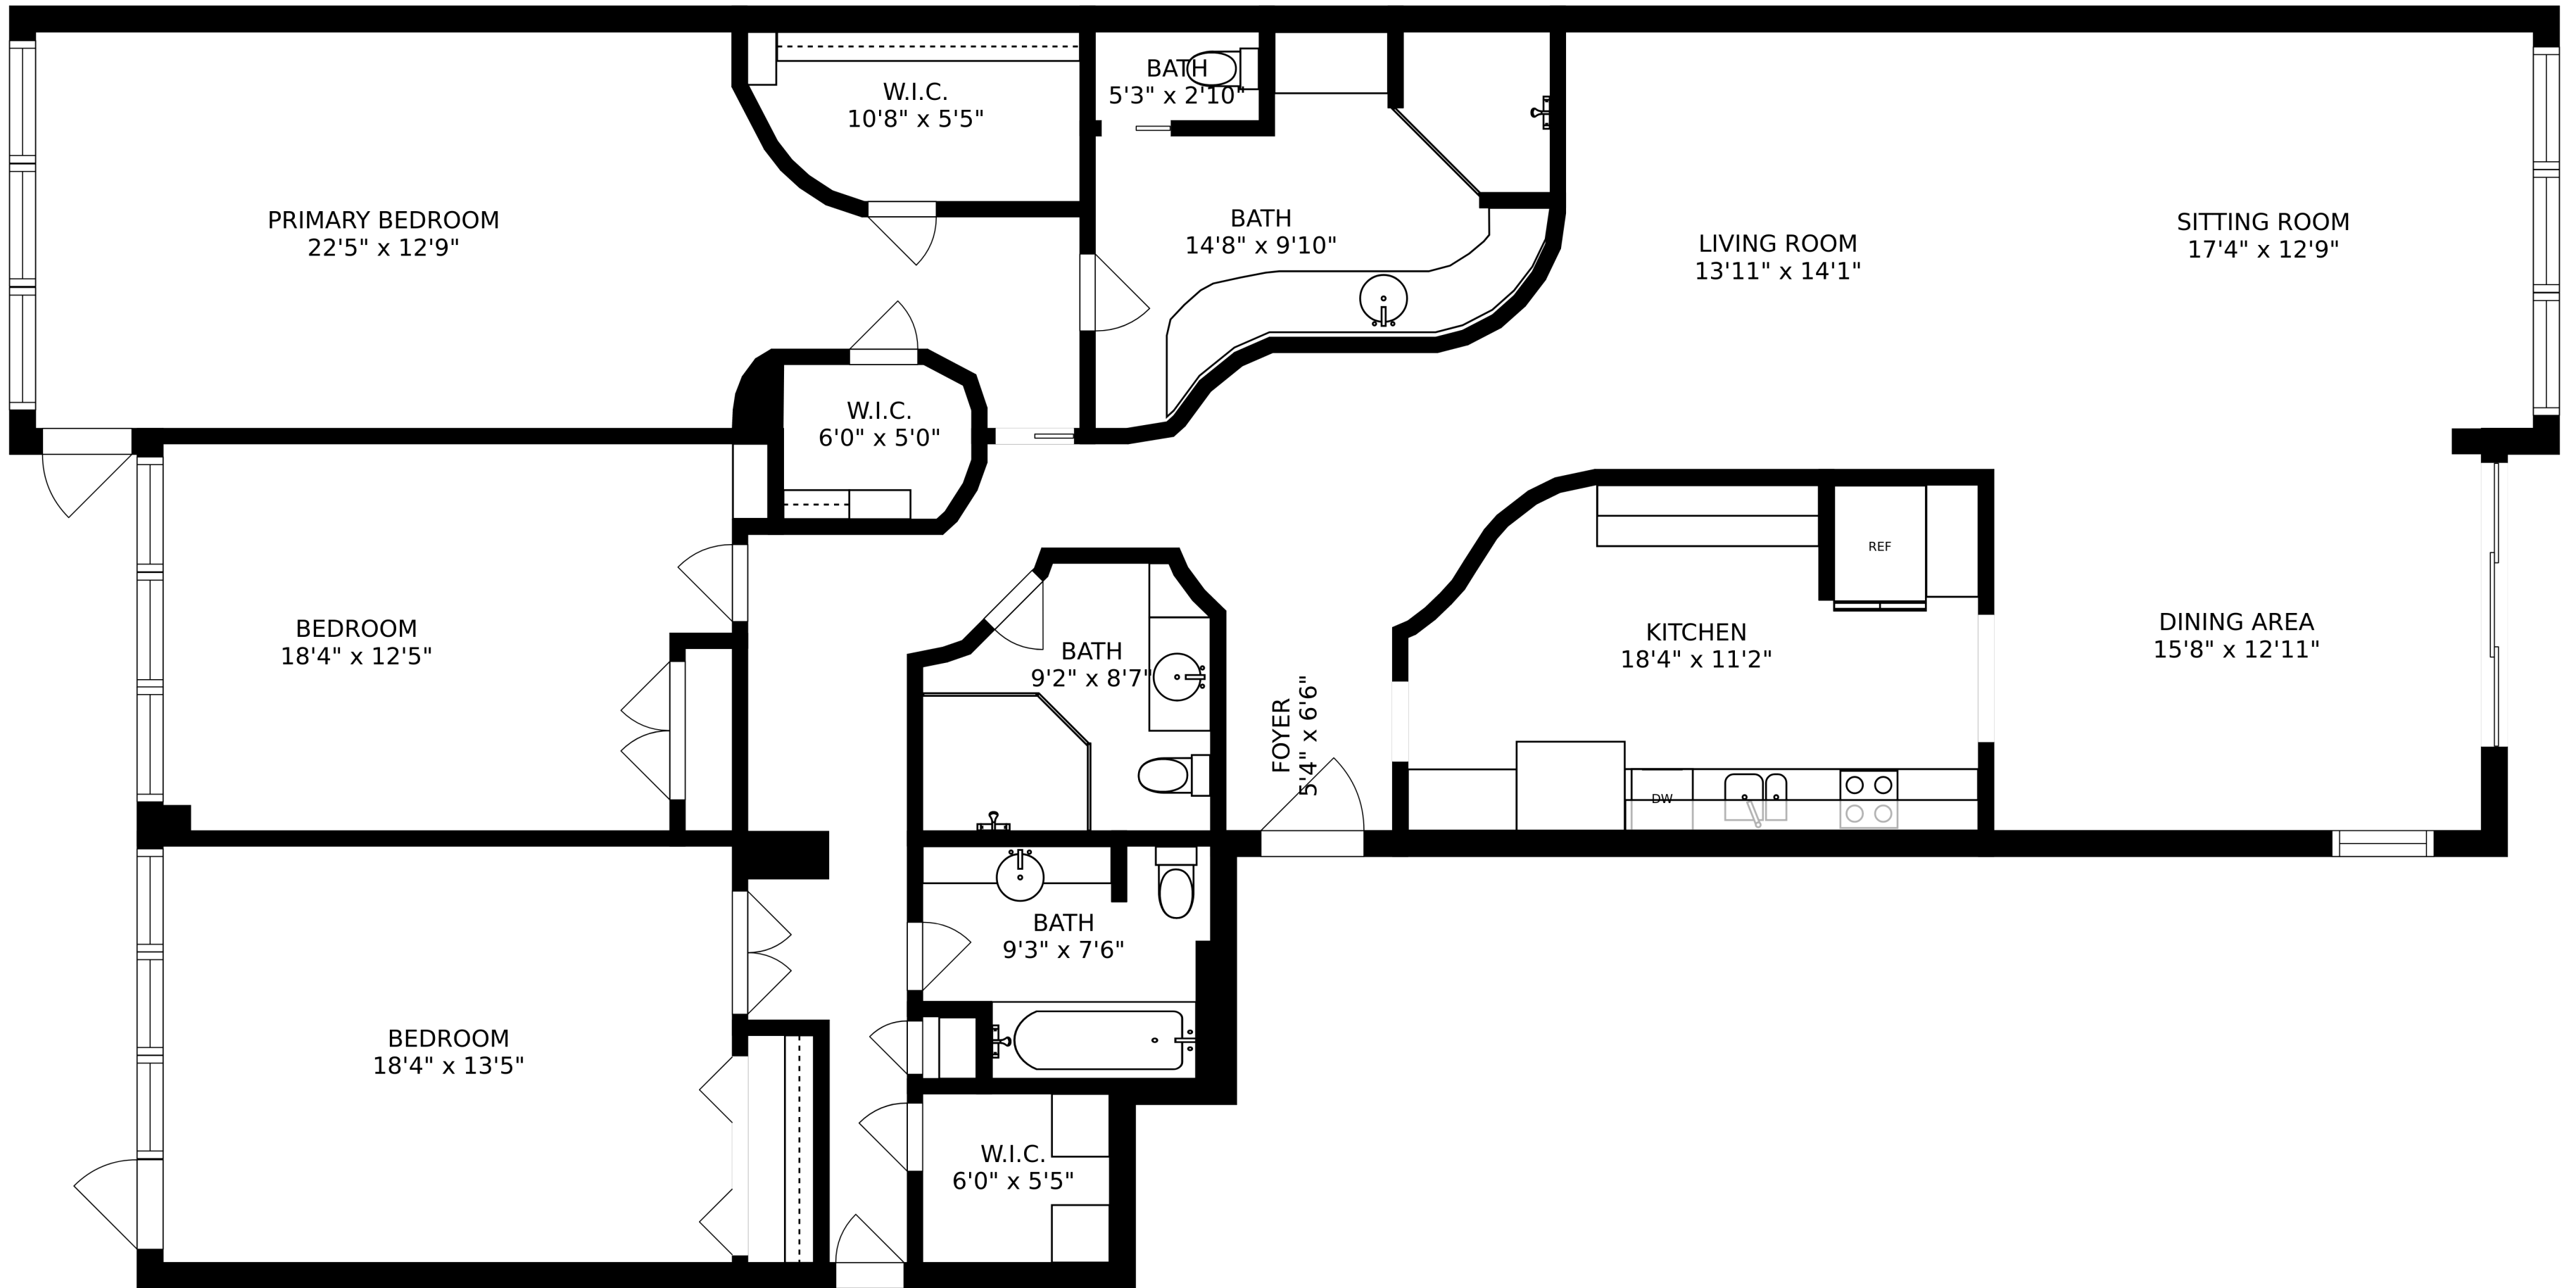 BATH
5'3" x 2'10"
W.I.C.
10'8" x 5'5"
PRIMARY BEDROOM
22'5" x 12'9"
BATH
14'8" x 9'10"
LIVING ROOM
13'11" x 14'1"
SITTING ROOM
17'4" x 12'9"
W.I.C.
6'0" x 5'0"
REF
BEDROOM
18'4" x 12'5"
BATH
9'2" x 8'7"
FOYER
5'4" x 6'6"
KITCHEN
18'4" x 11'2"
DINING AREA
15'8" x 12'11"
DW
BATH
9'3" x 7'6"
BEDROOM
18'4" x 13'5"
W.I.C.
6'0" x 5'5"